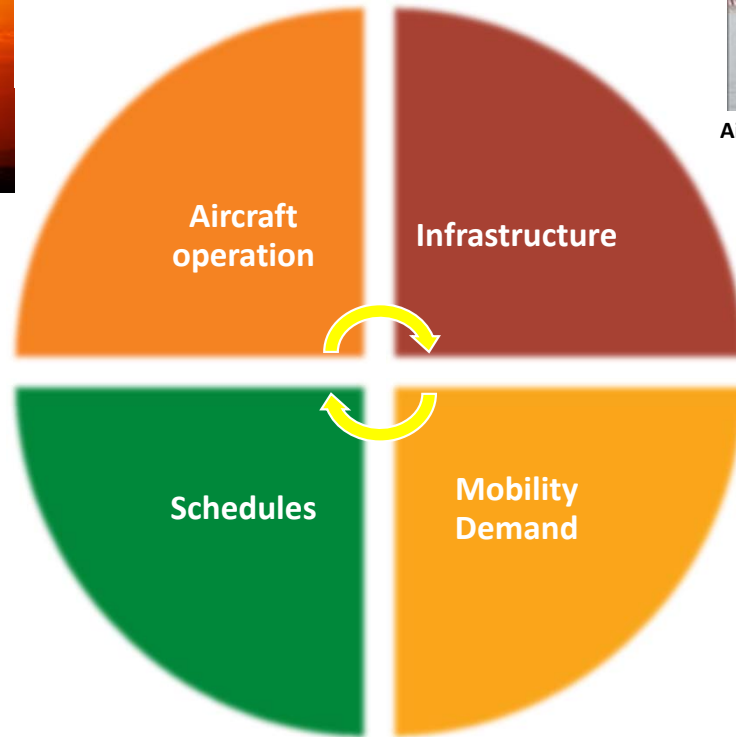 Aircraft
operation
Infrastructure
Schedules
Mobility
Demand